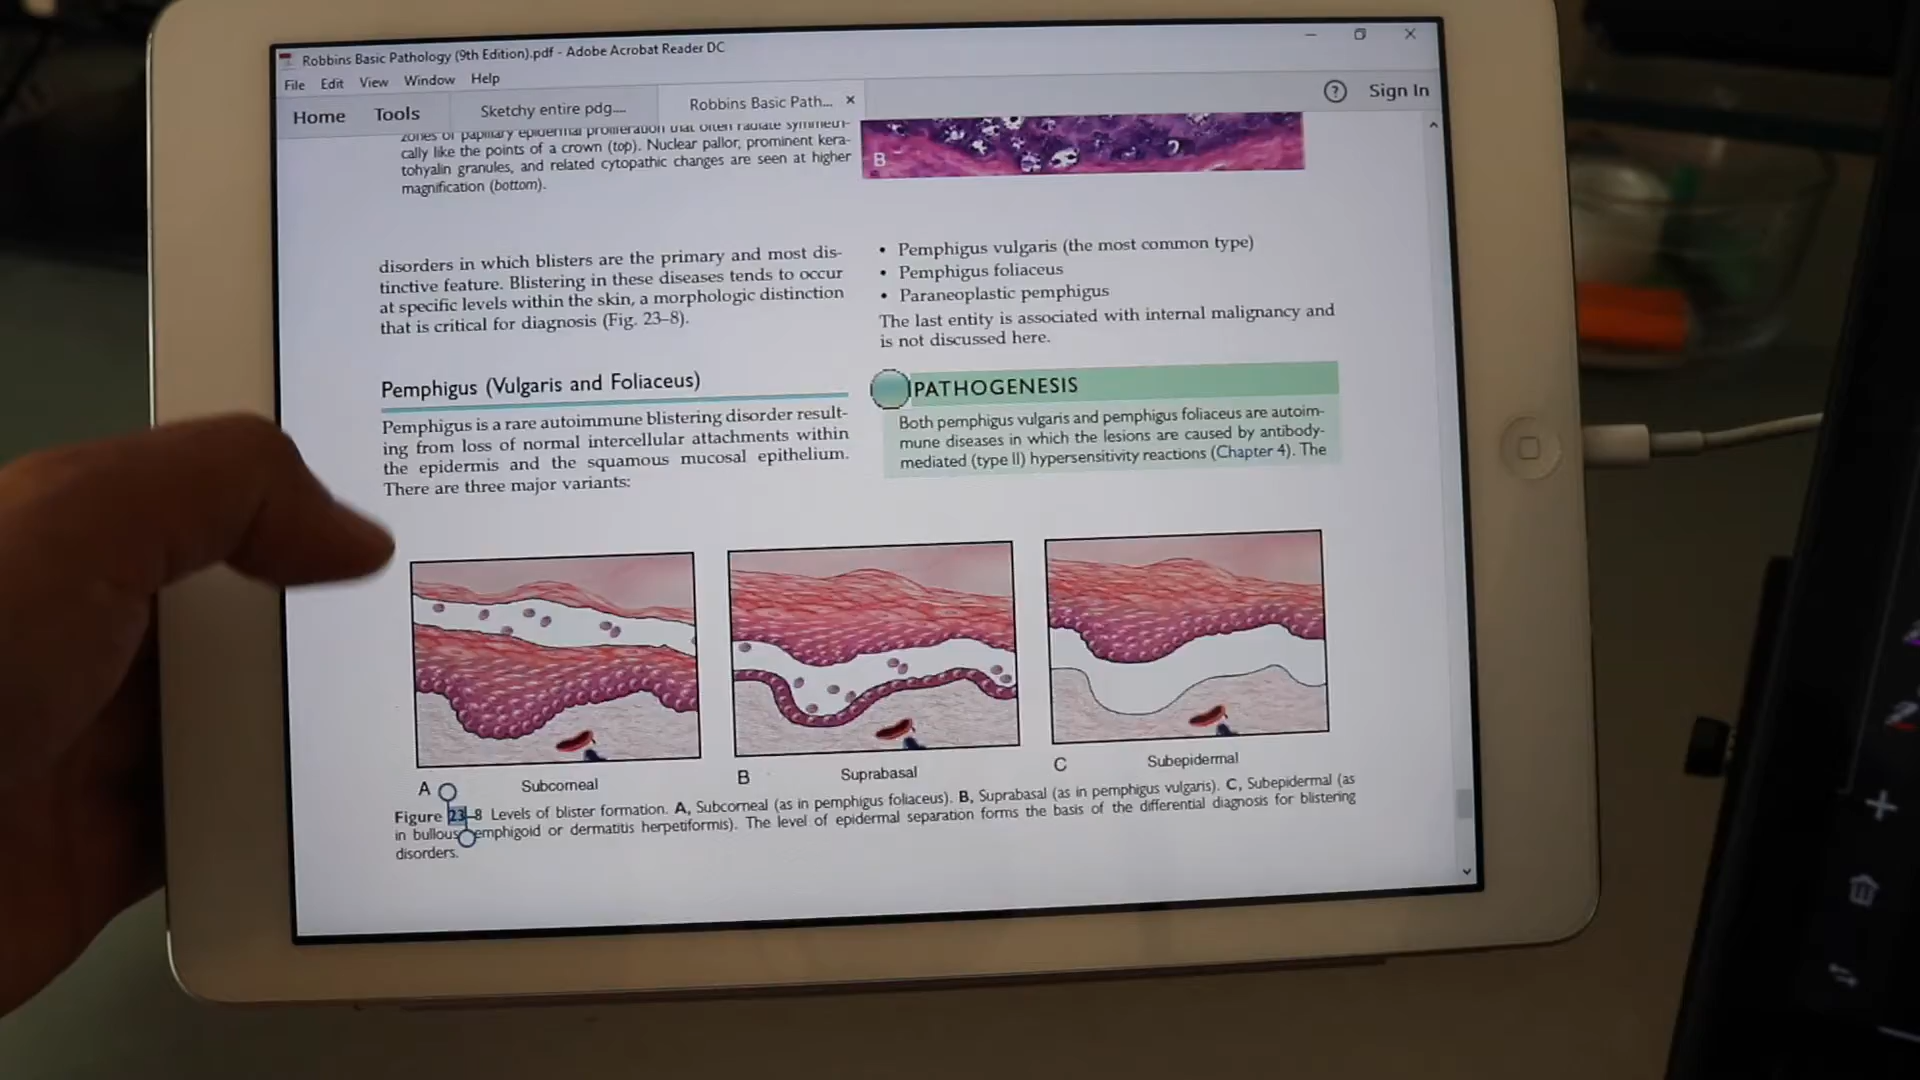 Robbins Basic Pathology (9th Edition).pdf - Adobe Acrobat Reader DC
File Edit View Window Help
Home Tools Sketchy entire pdg.... Robbins Basic Path... × ? Sign In
zones of papillary epidermal proliferation that often radiate symmetri-
cally like the points of a crown (top). Nuclear pallor, prominent kera-
tohyalin granules, and related cytopathic changes are seen at higher
magnification (bottom).
B
disorders in which blisters are the primary and most dis-
tinctive feature. Blistering in these diseases tends to occur
at specific levels within the skin, a morphologic distinction
that is critical for diagnosis (Fig. 23-8).
Pemphigus (Vulgaris and Foliaceus)
Pemphigus is a rare autoimmune blistering disorder result-
ing from loss of normal intercellular attachments within
the epidermis and the squamous mucosal epithelium.
There are three major variants:
• Pemphigus vulgaris (the most common type)
• Pemphigus foliaceus
• Paraneoplastic pemphigus
The last entity is associated with internal malignancy and
is not discussed here.
PATHOGENESIS
Both pemphigus vulgaris and pemphigus foliaceus are autoim-
mune diseases in which the lesions are caused by antibody-
mediated (type II) hypersensitivity reactions (Chapter 4). The
A Subcorneal
B Suprabasal
C Subepidermal
Figure 23-8 Levels of blister formation. A, Subcorneal (as in pemphigus foliaceus). B, Suprabasal (as in pemphigus vulgaris). C, Subepidermal (as
in bullous emphigoid or dermatitis herpetiformis). The level of epidermal separation forms the basis of the differential diagnosis for blistering
disorders.